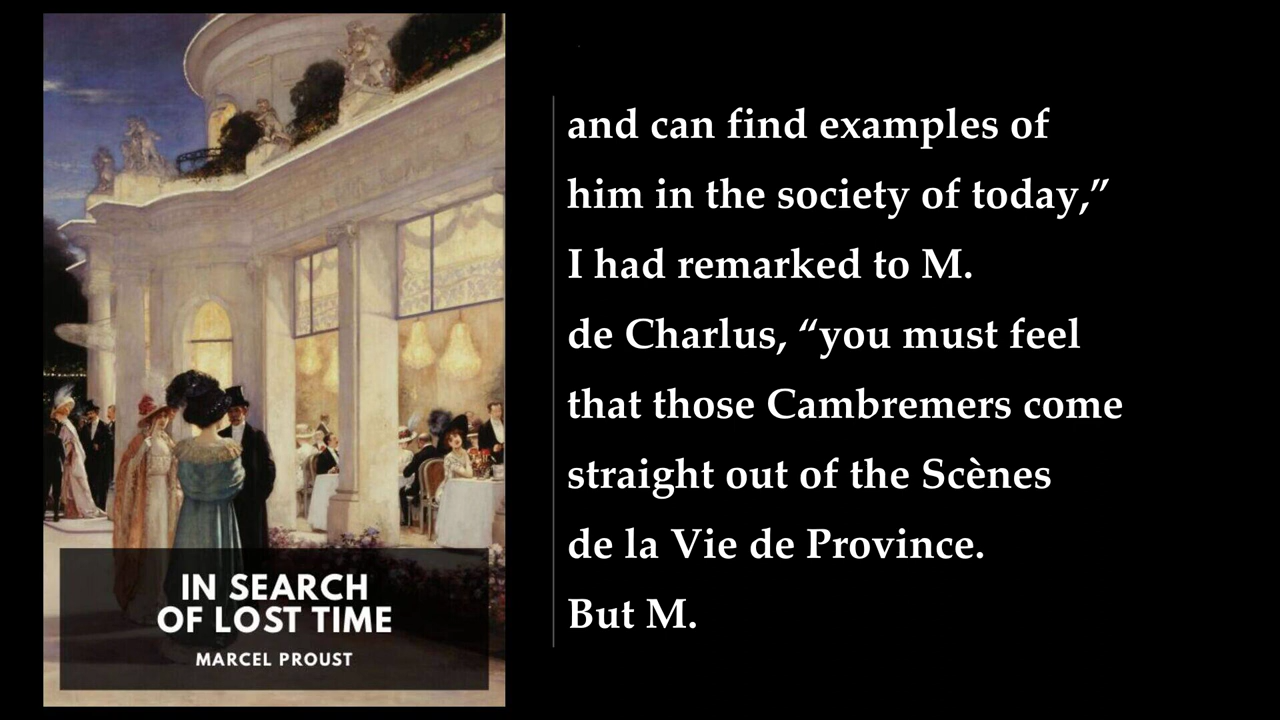 IN SEARCH
OF LOST TIME
MARCEL PROUST
and can find examples of
him in the society of today,”
I had remarked to M.
de Charlus, “you must feel
that those Cambremers come
straight out of the Scènes
de la Vie de Province.
But M.